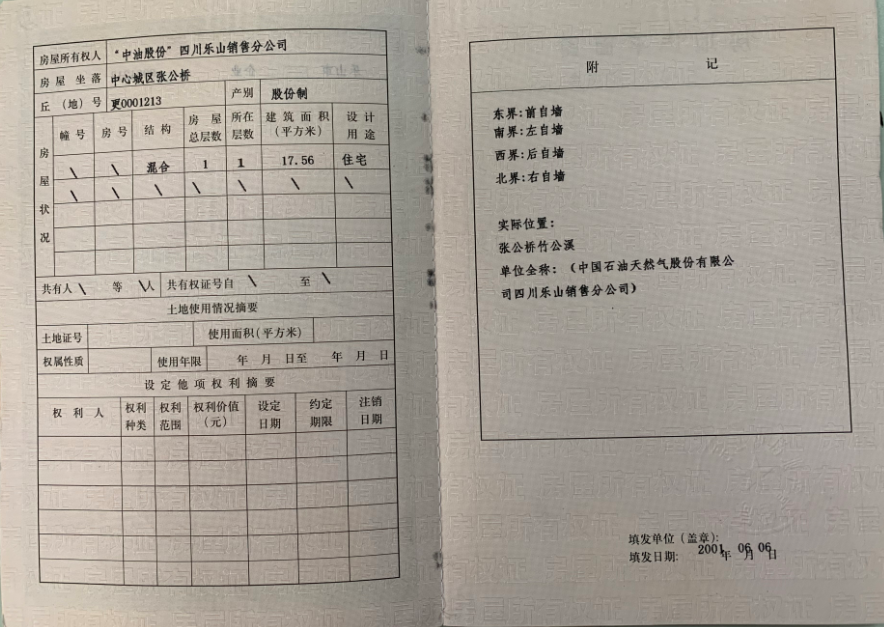 房屋所有权人 “中油股份”四川乐山销售分公司
房屋坐落 中心城区张公桥
丘（地）号 更0001213 产别 股份制
房屋状况
幢号 房号 结构 房屋总层数 所在层数 建筑面积（平方米） 设计用途
\ \ 混合 1 1 17.56 住宅
\ \ \ \ \ \ \
共有人 \ 等 \ 人 共有权证号自 \ 至 \
土地使用情况摘要
土地证号 使用面积(平方米)
权属性质 使用年限 年 月 日至 年 月 日
设定他项权利摘要
权利人 权利种类 权利范围 权利价值（元） 设定日期 约定期限 注销日期
附 记
东界:前自墙
南界:左自墙
西界:后自墙
北界:右自墙
实际位置:
张公桥竹公溪
单位全称:（中国石油天然气股份有限公
司四川乐山销售分公司）
填发单位（盖章）:
填发日期: 2001年 06月 06日